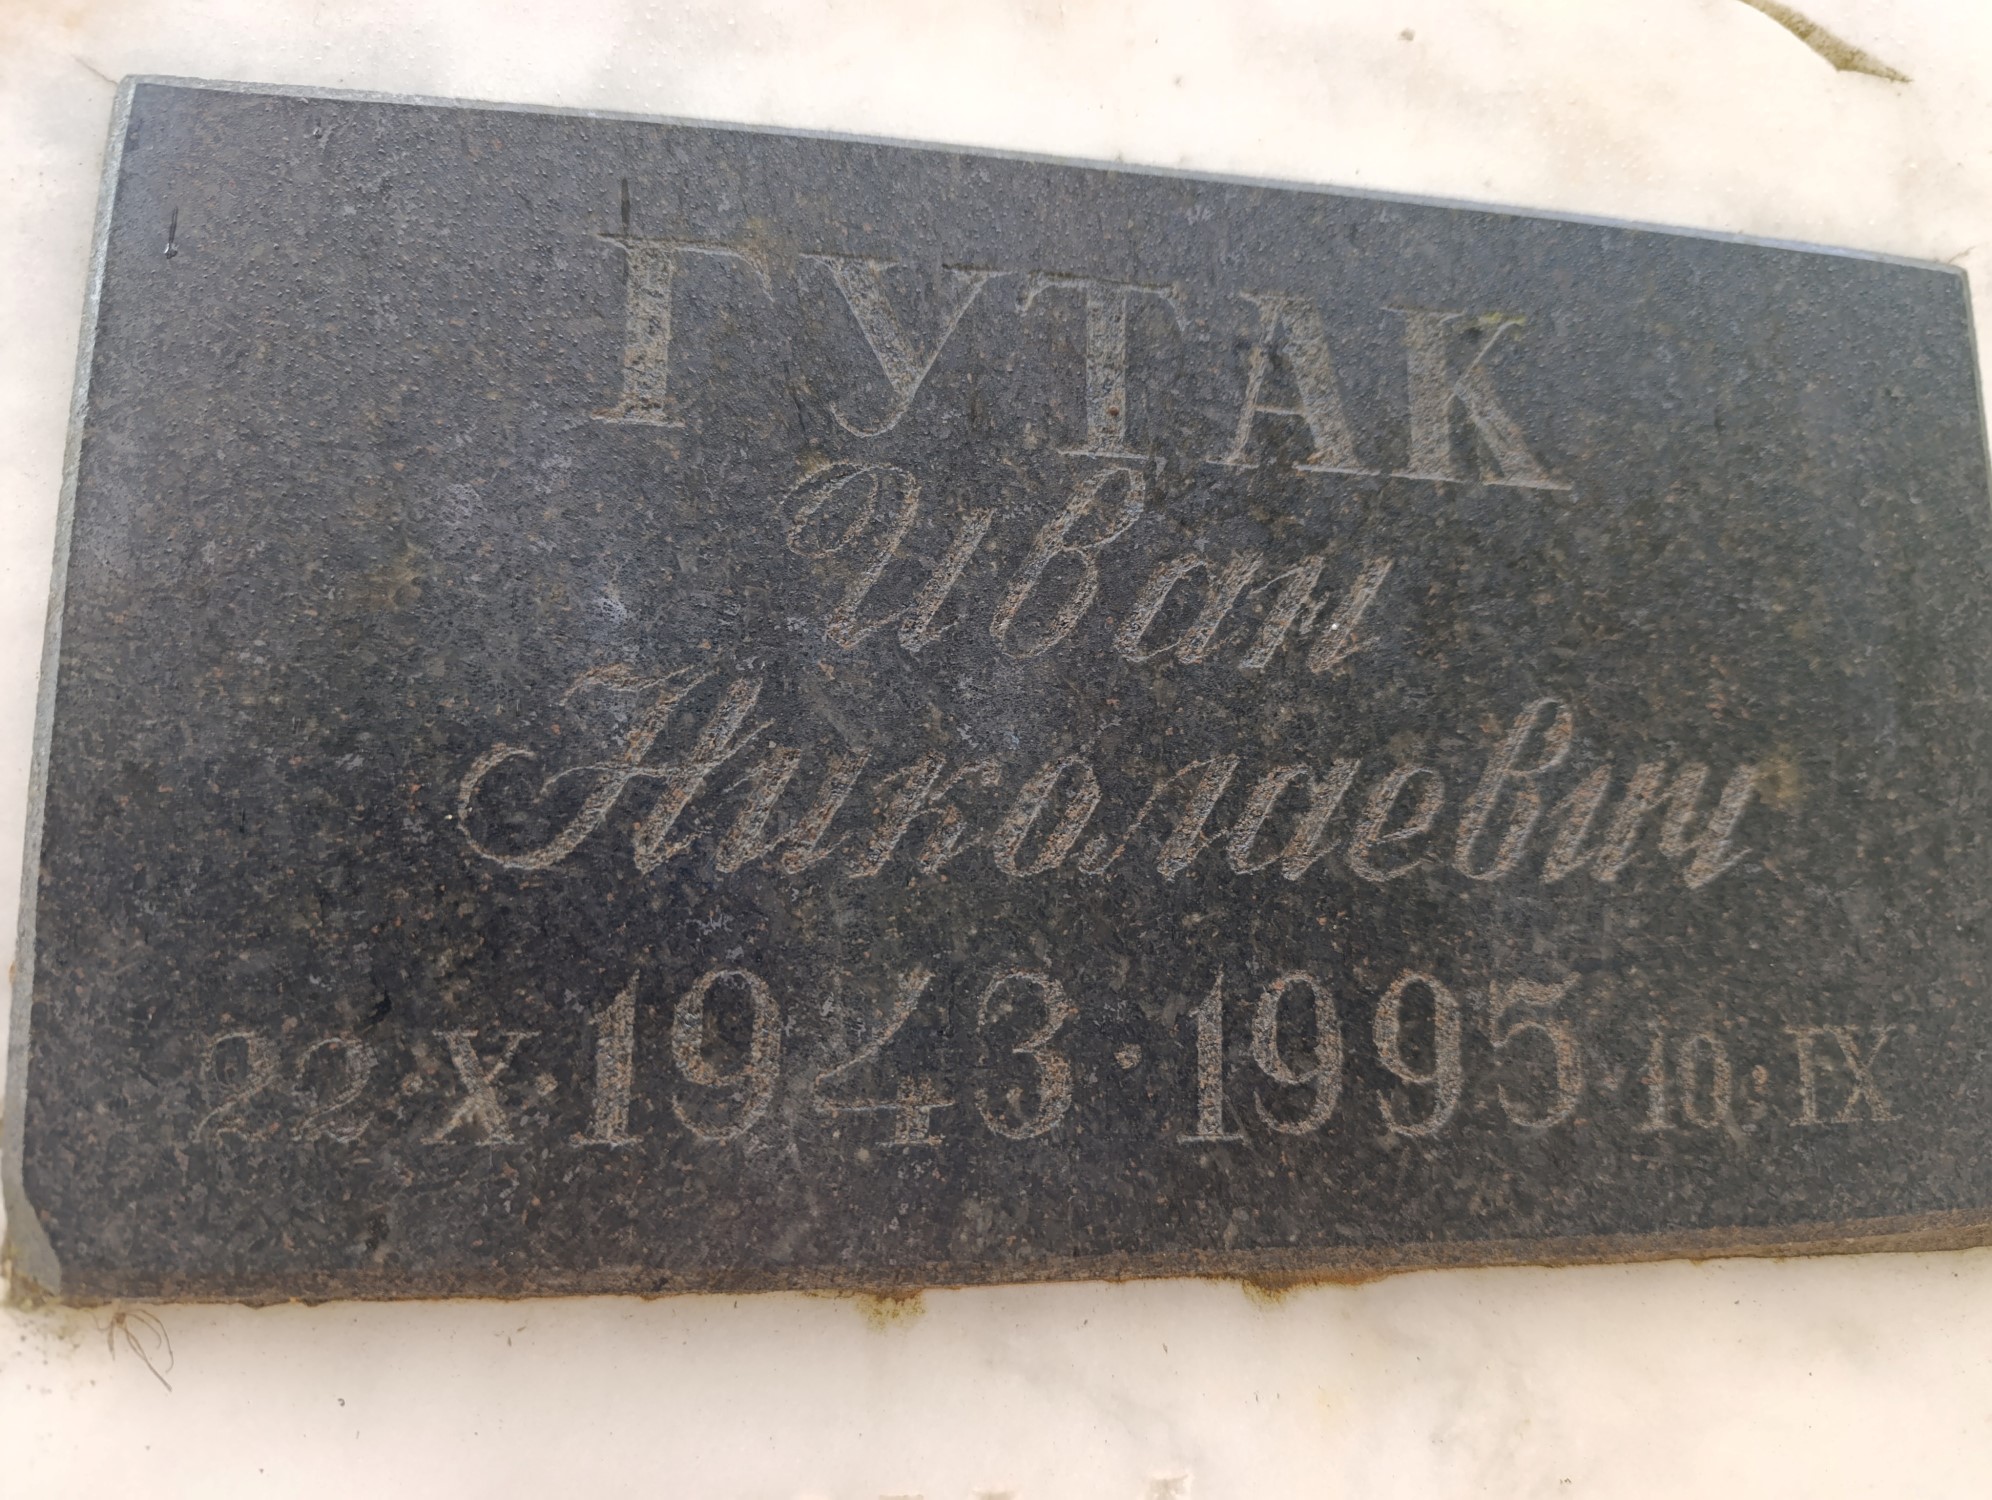 ГУТАК
Иван
Николаевич
22·X·1943·1995·10·IX